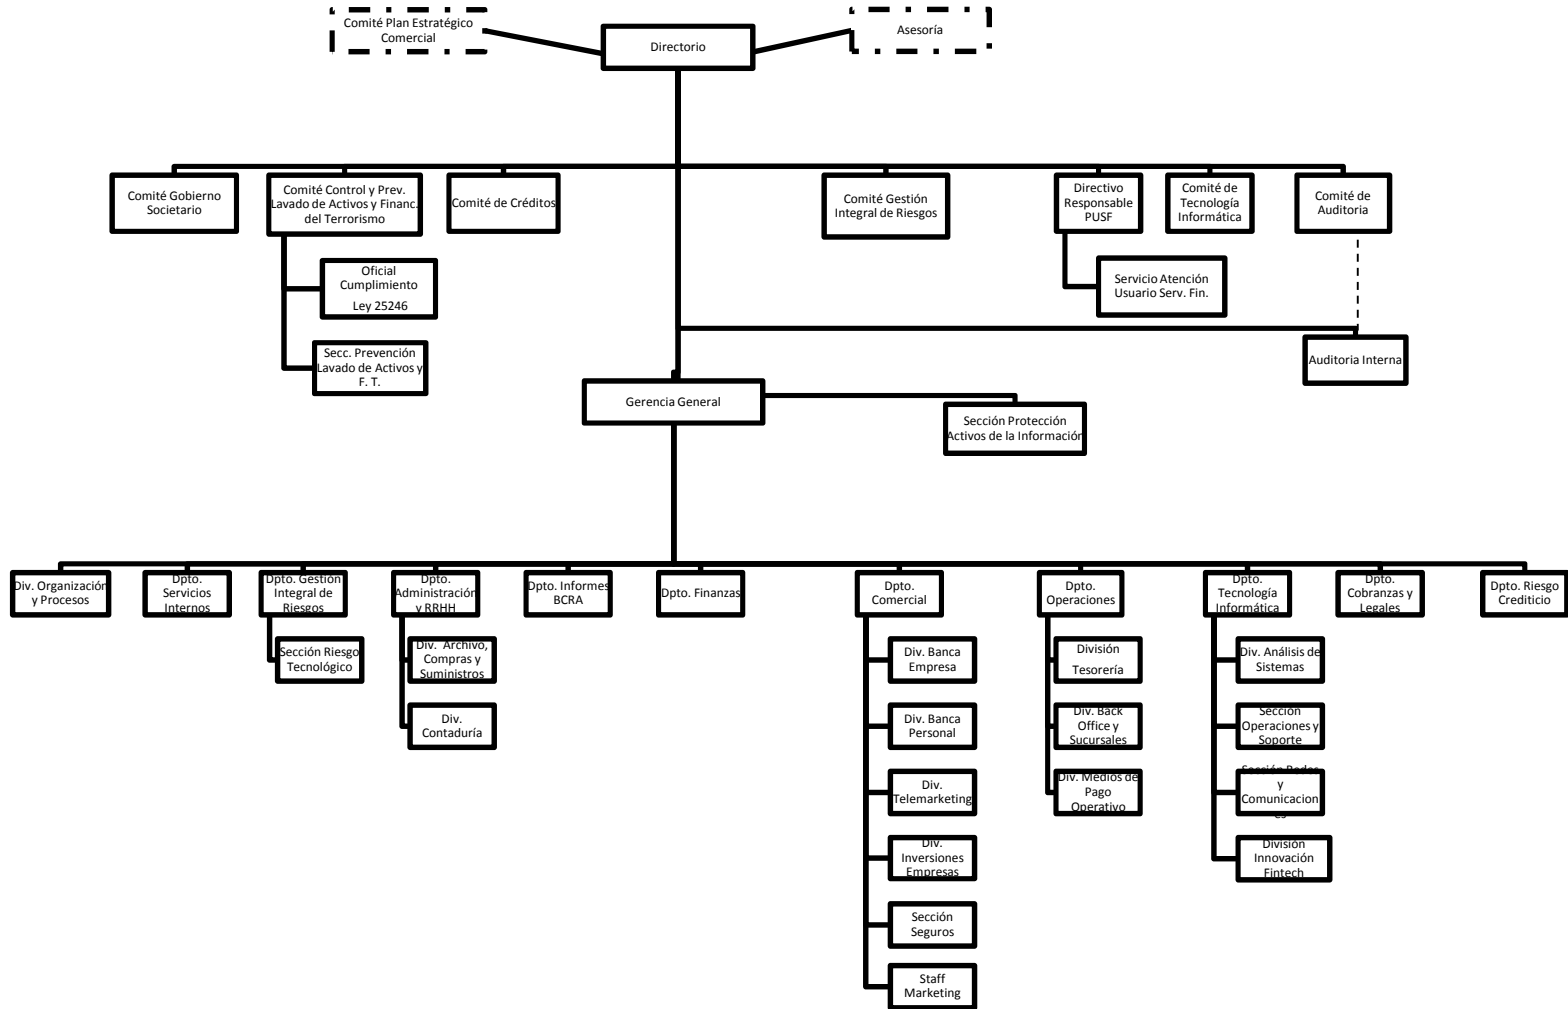 Comité Plan Estratégico
Comercial
Asesoría
Directorio
Comité Gobierno
Societario
Comité Control y Prev.
Lavado de Activos y Financ.
del Terrorismo
Comité de Créditos
Comité Gestión
Integral de Riesgos
Directivo
Responsable
PUSF
Comité de
Tecnología
Informática
Comité de
Auditoria
Oficial
Cumplimiento
Ley 25246
Servicio Atención
Usuario Serv. Fin.
Secc. Prevención
Lavado de Activos y
F. T.
Auditoria Interna
Gerencia General
Sección Protección
Activos de la Información
Div. Organización
y Procesos
Dpto.
Servicios
Internos
Dpto. Gestión
Integral de
Riesgos
Dpto.
Administración
y RRHH
Dpto. Informes
BCRA
Dpto. Finanzas
Dpto.
Comercial
Dpto.
Operaciones
Dpto.
Tecnología
Informática
Dpto.
Cobranzas y
Legales
Dpto. Riesgo
Crediticio
Sección Riesgo
Tecnológico
Div. Archivo,
Compras y
Suministros
Div.
Contaduría
Div. Banca
Empresa
Div. Banca
Personal
Div.
Telemarketing
Div.
Inversiones
Empresas
Sección
Seguros
Staff
Marketing
División
Tesorería
Div. Back
Office y
Sucursales
Div. Medios de
Pago
Operativo
Div. Análisis de
Sistemas
Sección
Operaciones y
Soporte
Sección Redes
y
Comunicacion
es
División
Innovación
Fintech